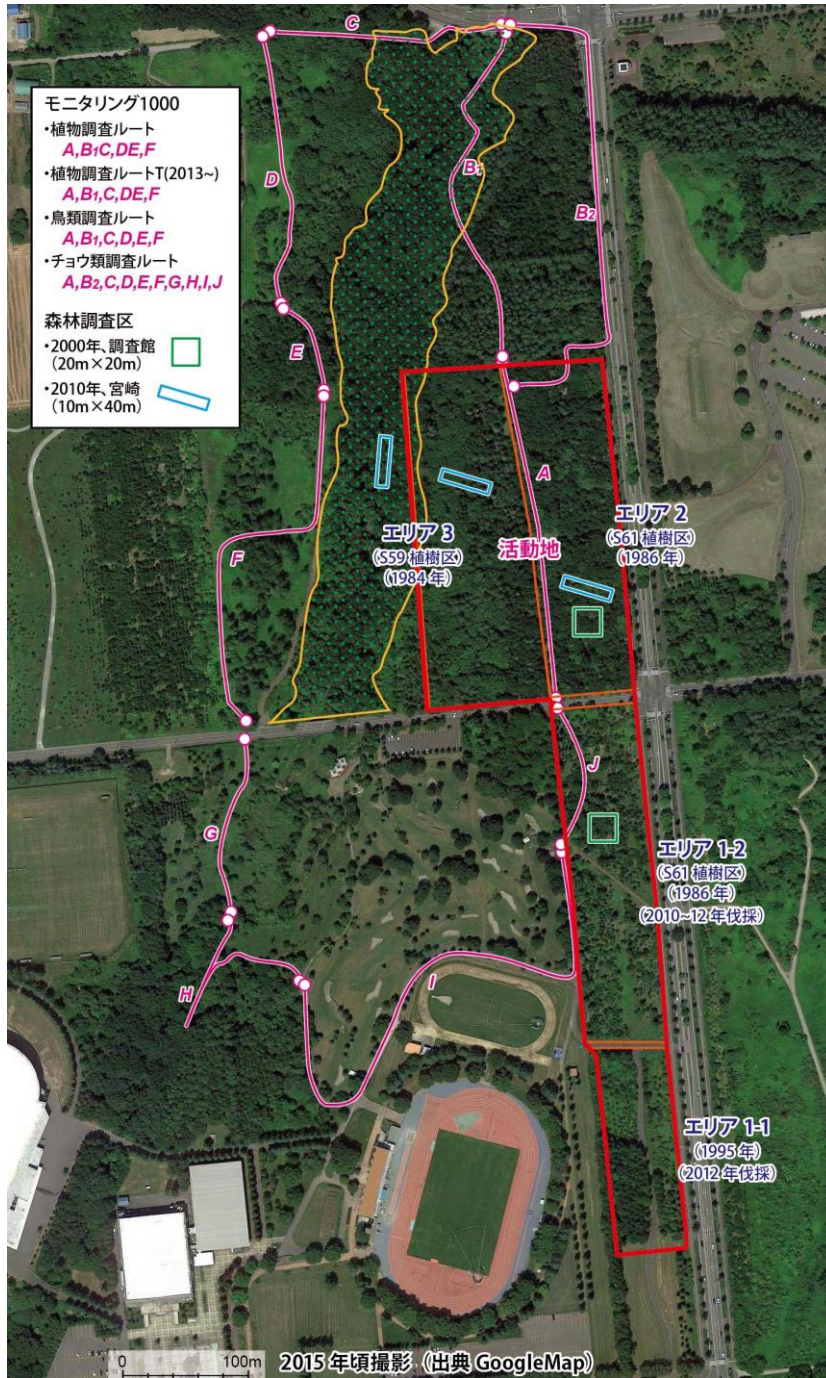 C
モニタリング1000
・植物調査ルート
A,B1C,DE,F
・植物調査ルートT(2013~)
A,B1,C,DE,F
・鳥類調査ルート
A,B1,C,D,E,F
・チョウ類調査ルート
A,B2,C,D,E,F,G,H,I,J
森林調査区
・2000年、調査館
(20m×20m)
・2010年、宮崎
(10m×40m)
D
B1
B2
E
A
エリア 3
(S59 植樹区)
(1984 年)
活動地
エリア 2
(S61 植樹区)
(1986 年)
F
J
G
エリア 1-2
(S61 植樹区)
(1986 年)
(2010~12 年伐採)
H
I
エリア 1-1
(1995 年)
(2012 年伐採)
0 100m
2015 年頃撮影（出典 GoogleMap）